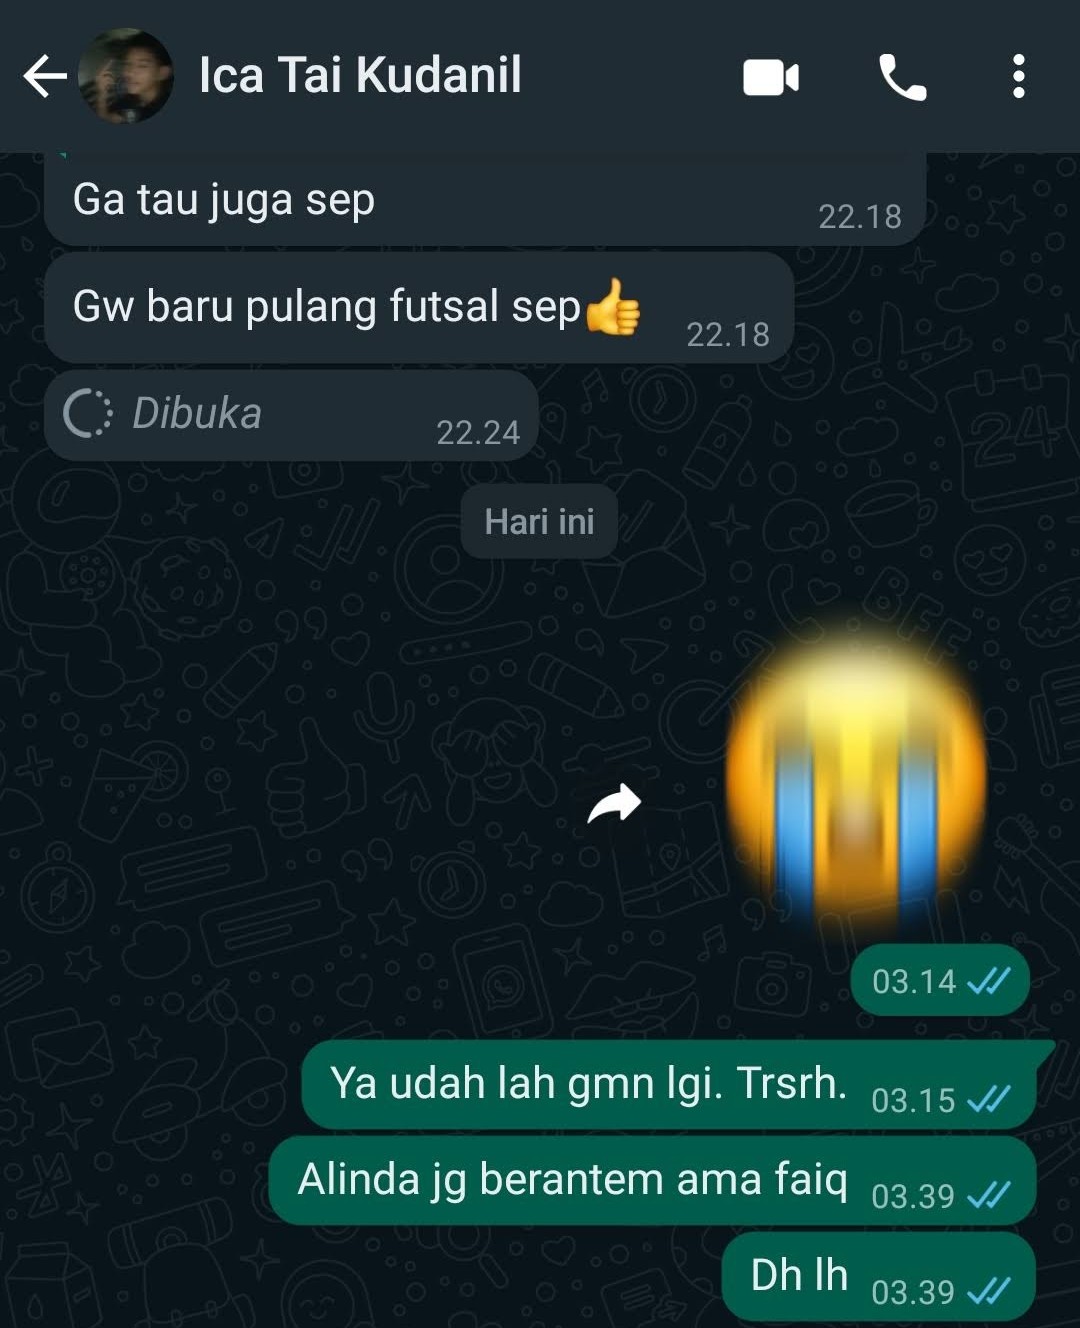 Ica Tai Kudanil
Ga tau juga sep
22.18
Gw baru pulang futsal sep👍
22.18
Dibuka
22.24
Hari ini
03.14
Ya udah lah gmn lgi. Trsrh.
03.15
Alinda jg berantem ama faiq
03.39
Dh lh
03.39